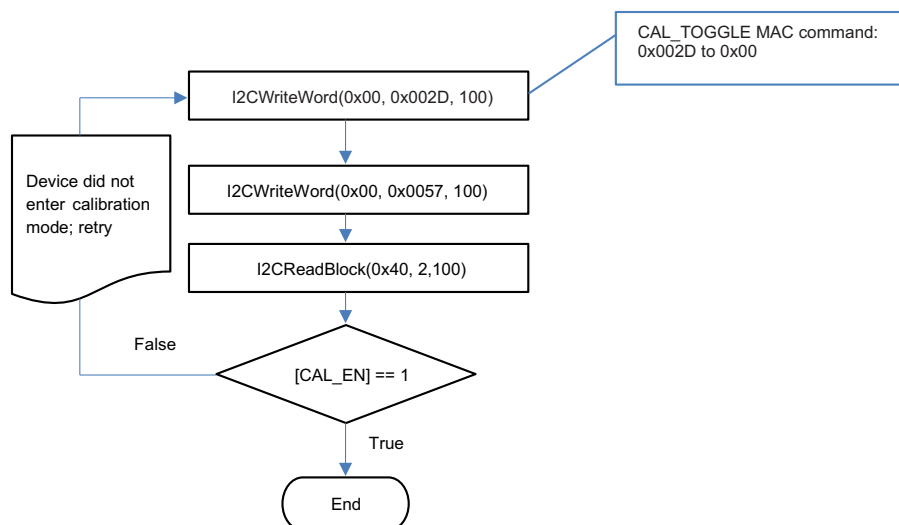 CAL_TOGGLE MAC command:
0x002D to 0x00
I2CWriteWord(0x00, 0x002D, 100)
Device did not
enter calibration
mode; retry
I2CWriteWord(0x00, 0x0057, 100)
I2CReadBlock(0x40, 2,100)
False
[CAL_EN] == 1
True
End